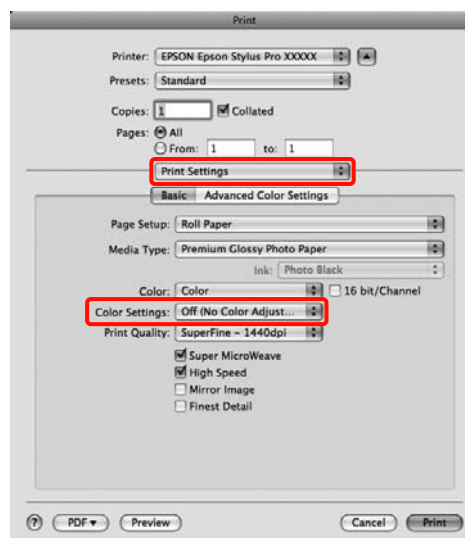 Print
Printer: EPSON Epson Stylus Pro XXXXX
Presets: Standard
Copies: 1 Collated
Pages: All
From: 1 to: 1
Print Settings
Basic Advanced Color Settings
Page Setup: Roll Paper
Media Type: Premium Glossy Photo Paper
Ink: Photo Black
Color: Color 16 bit/Channel
Color Settings: Off (No Color Adjust...
Print Quality: SuperFine – 1440dpi
Super MicroWeave
High Speed
Mirror Image
Finest Detail
? PDF ▾ Preview Cancel Print